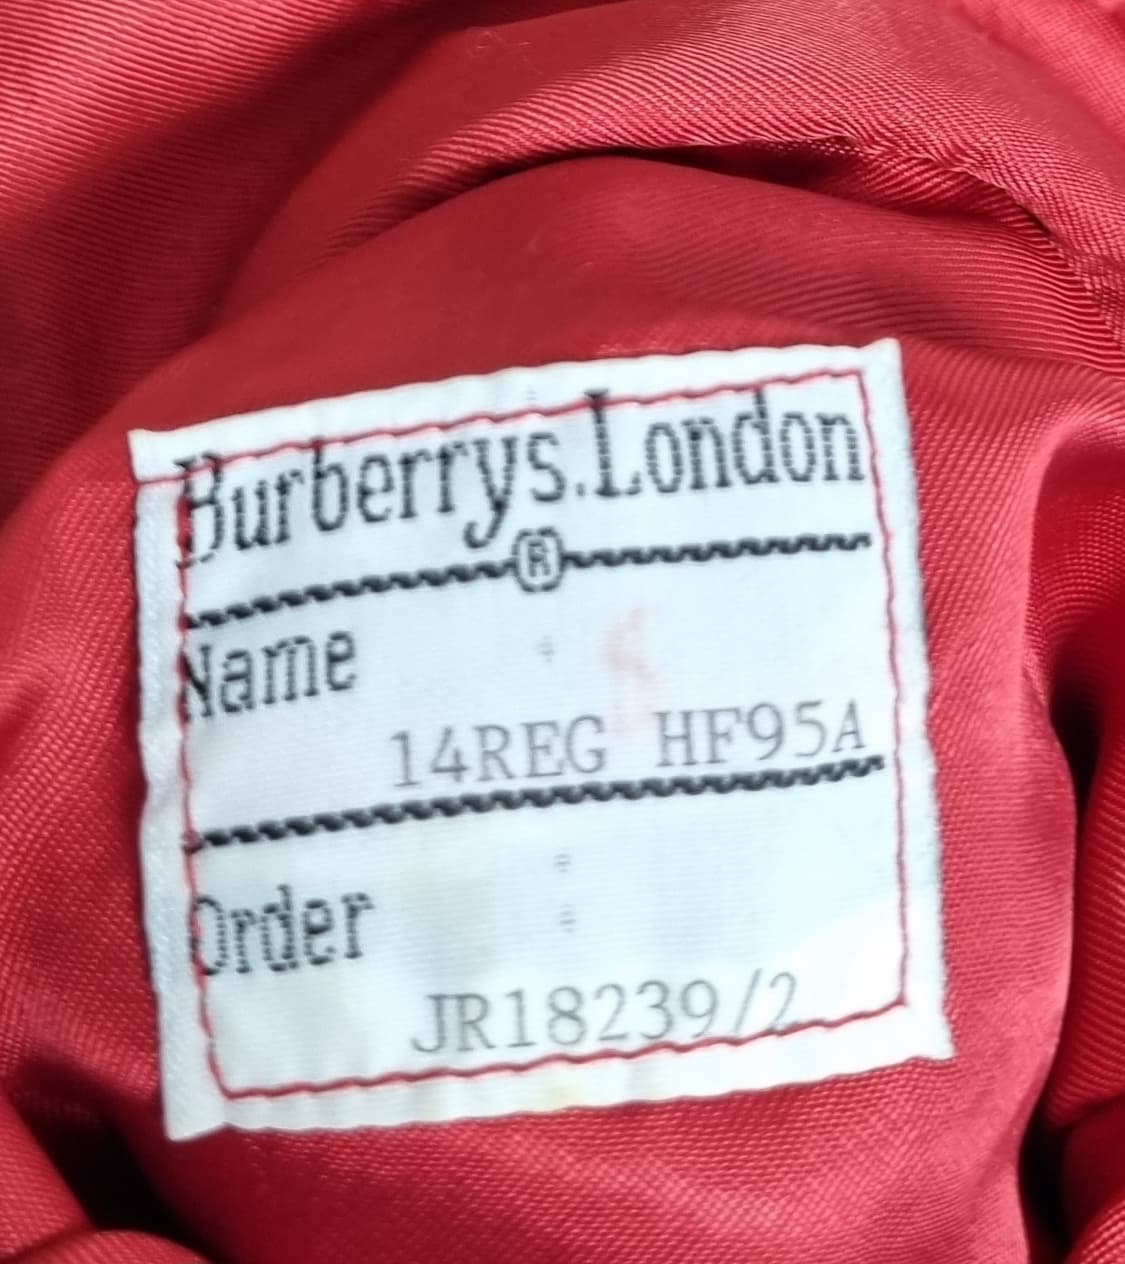 Burberrys.London
®
Name
14REG HF95A
Order
JR18239/2